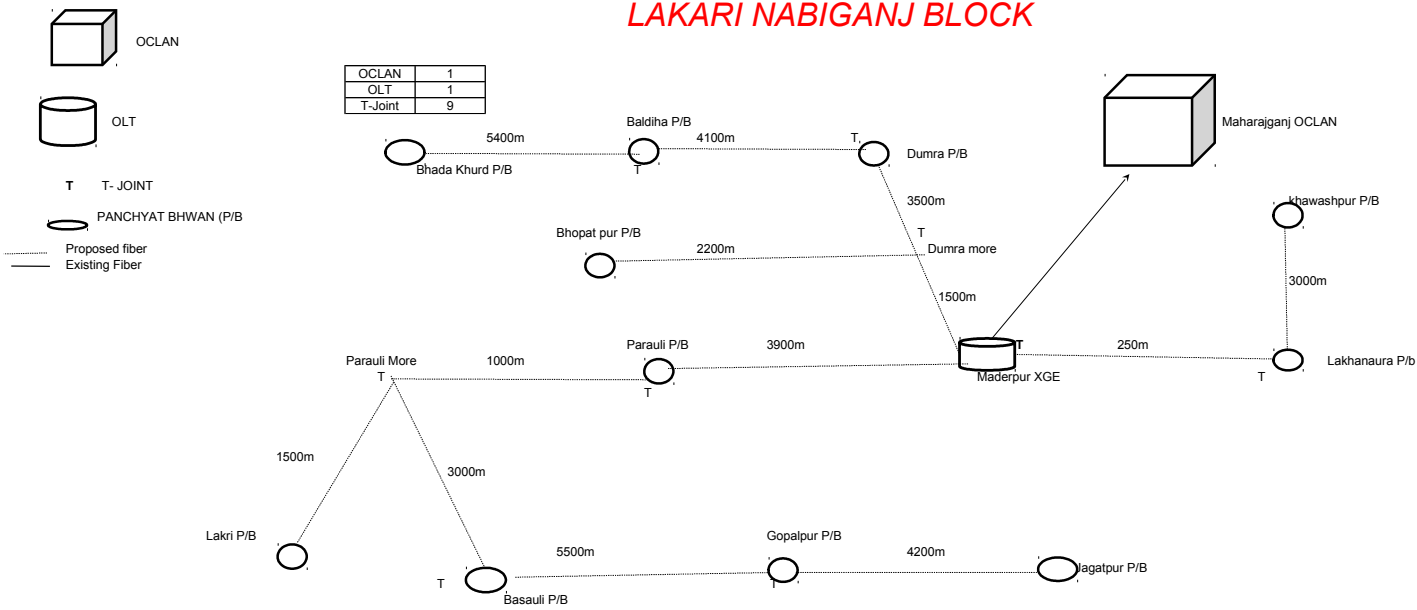 LAKARI NABIGANJ BLOCK
OCLAN
OLT
T T- JOINT
PANCHYAT BHWAN (P/B
Proposed fiber
Existing Fiber
OCLAN 1
OLT 1
T-Joint 9
Maharajganj OCLAN
Baldiha P/B
5400m
4100m
T
Dumra P/B
Bhada Khurd P/B
T
khawashpur P/B
3500m
Bhopat pur P/B
T
2200m
Dumra more
3000m
1500m
Parauli P/B
3900m
T
250m
Parauli More
1000m
Lakhanaura P/b
T
Maderpur XGE
T
T
1500m
3000m
Lakri P/B
Gopalpur P/B
5500m
4200m
Jagatpur P/B
T
T
Basauli P/B